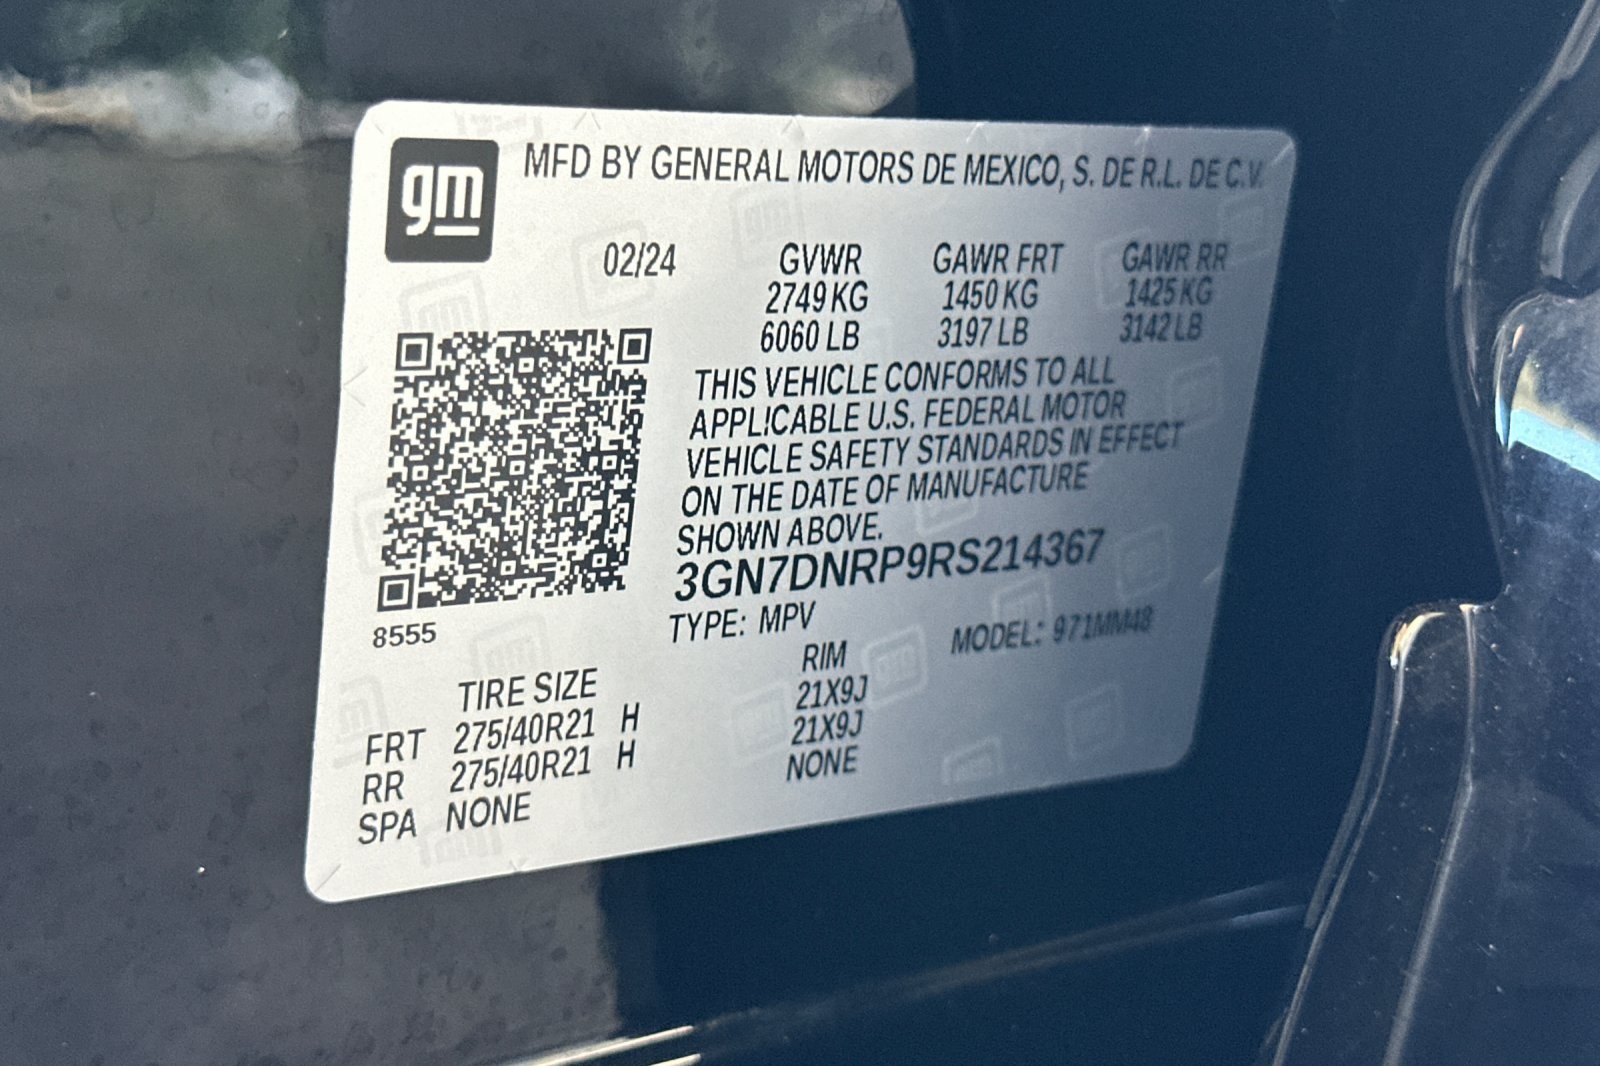 gm
MFD BY GENERAL MOTORS DE MEXICO, S. DE R.L. DE C.V.
02/24 GVWR GAWR FRT GAWR RR
2749 KG 1450 KG 1425 KG
6060 LB 3197 LB 3142 LB
THIS VEHICLE CONFORMS TO ALL
APPLICABLE U.S. FEDERAL MOTOR
VEHICLE SAFETY STANDARDS IN EFFECT
ON THE DATE OF MANUFACTURE
SHOWN ABOVE.
3GN7DNRP9RS214367
8555
TYPE: MPV MODEL: 971MM48
TIRE SIZE RIM
FRT 275/40R21 H 21X9J
RR 275/40R21 H 21X9J
SPA NONE NONE